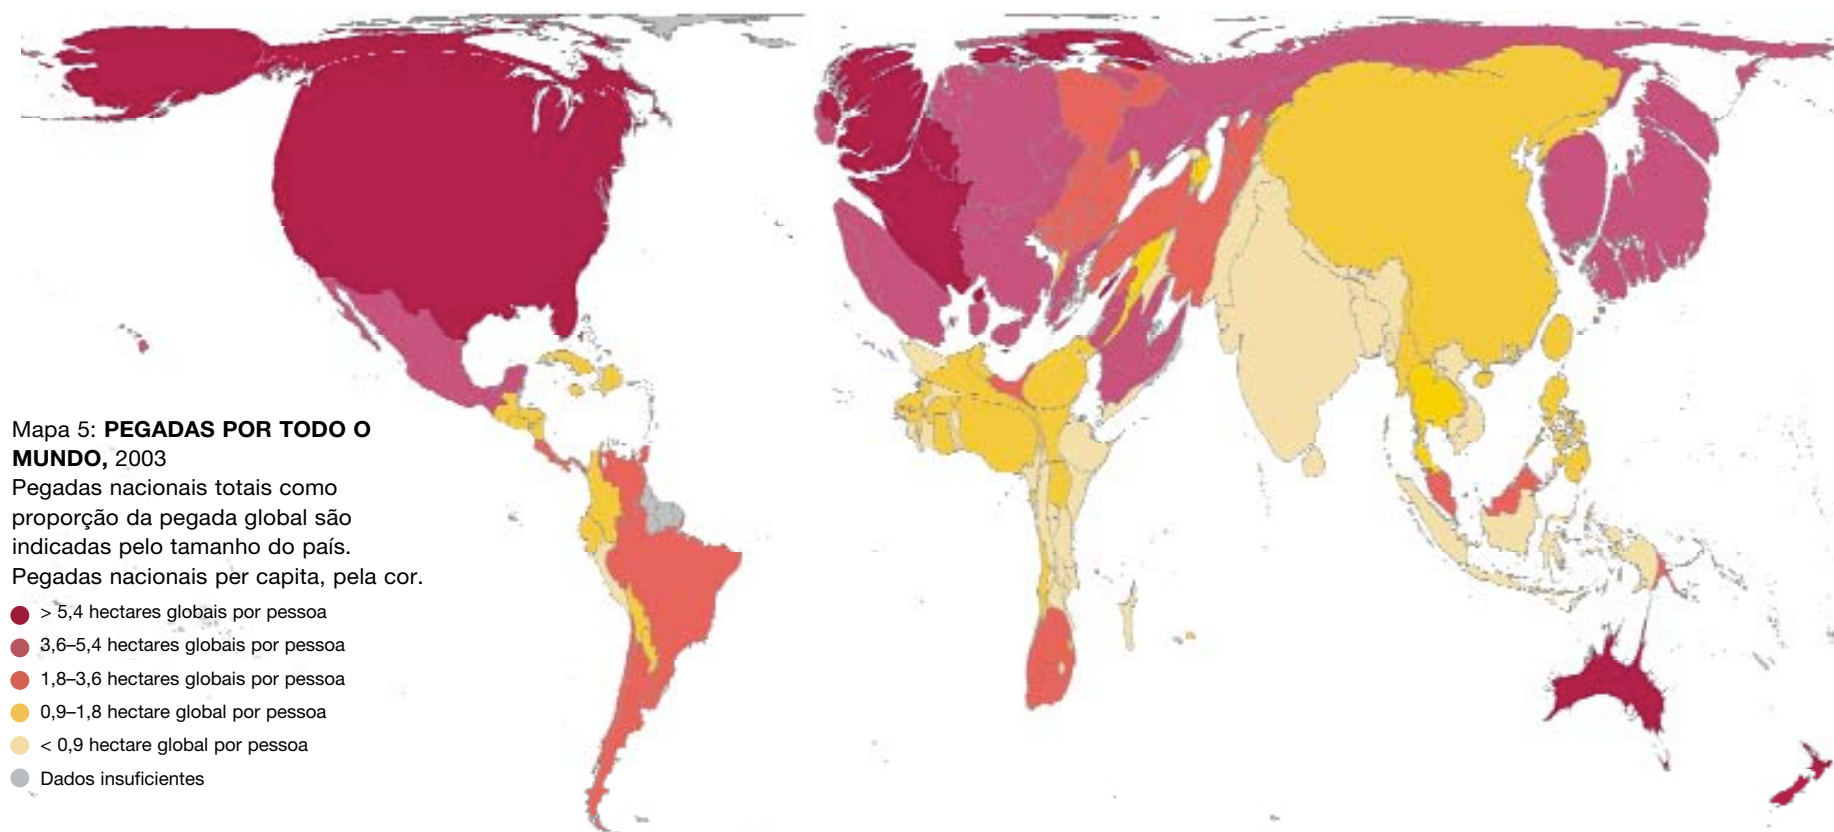 Mapa 5: PEGADAS POR TODO O
MUNDO, 2003
Pegadas nacionais totais como
proporção da pegada global são
indicadas pelo tamanho do país.
Pegadas nacionais per capita, pela cor.
> 5,4 hectares globais por pessoa
3,6–5,4 hectares globais por pessoa
1,8–3,6 hectares globais por pessoa
0,9–1,8 hectare global por pessoa
< 0,9 hectare global por pessoa
Dados insuficientes